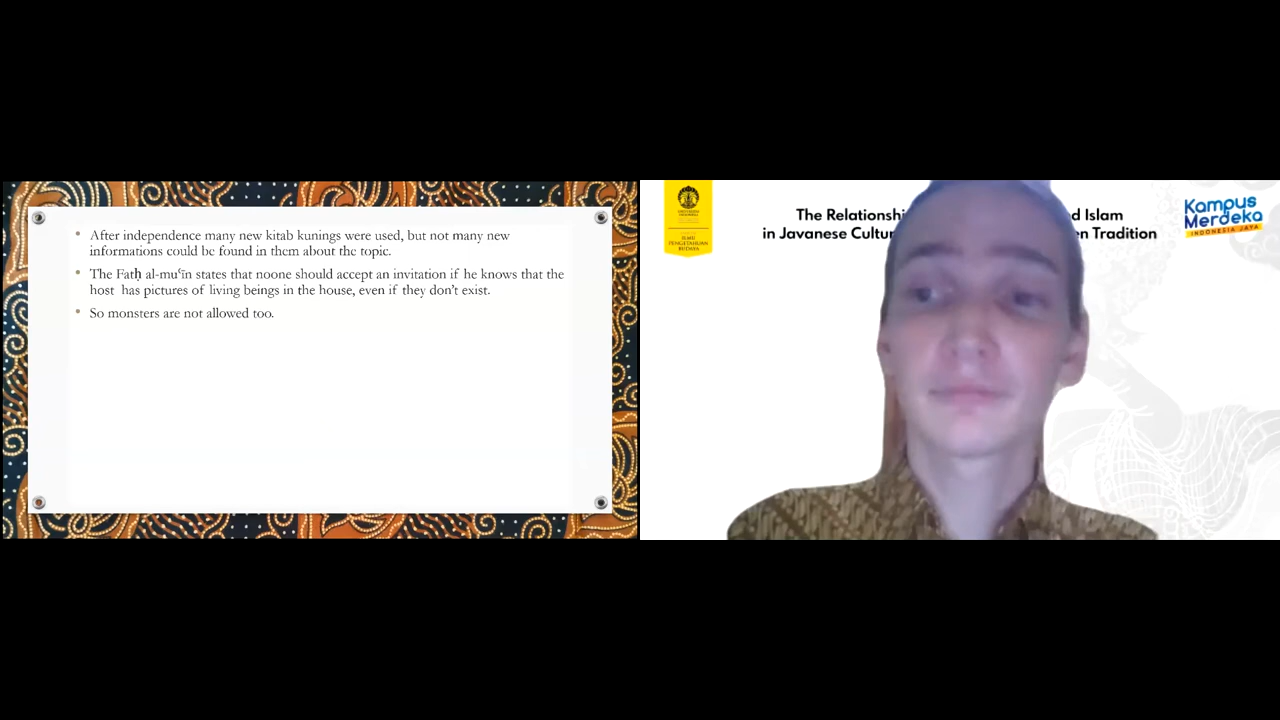 After independence many new kitab kunings were used, but not many new
informations could be found in them about the topic.
The Fatḥ al-muʿīn states that noone should accept an invitation if he knows that the
host has pictures of living beings in the house, even if they don't exist.
So monsters are not allowed too.
ILMU
PENGETAHUAN
BUDAYA
The Relationshi d Islam
in Javanese Cultur n Tradition
Kampus
Merdeka
INDONESIA JAYA